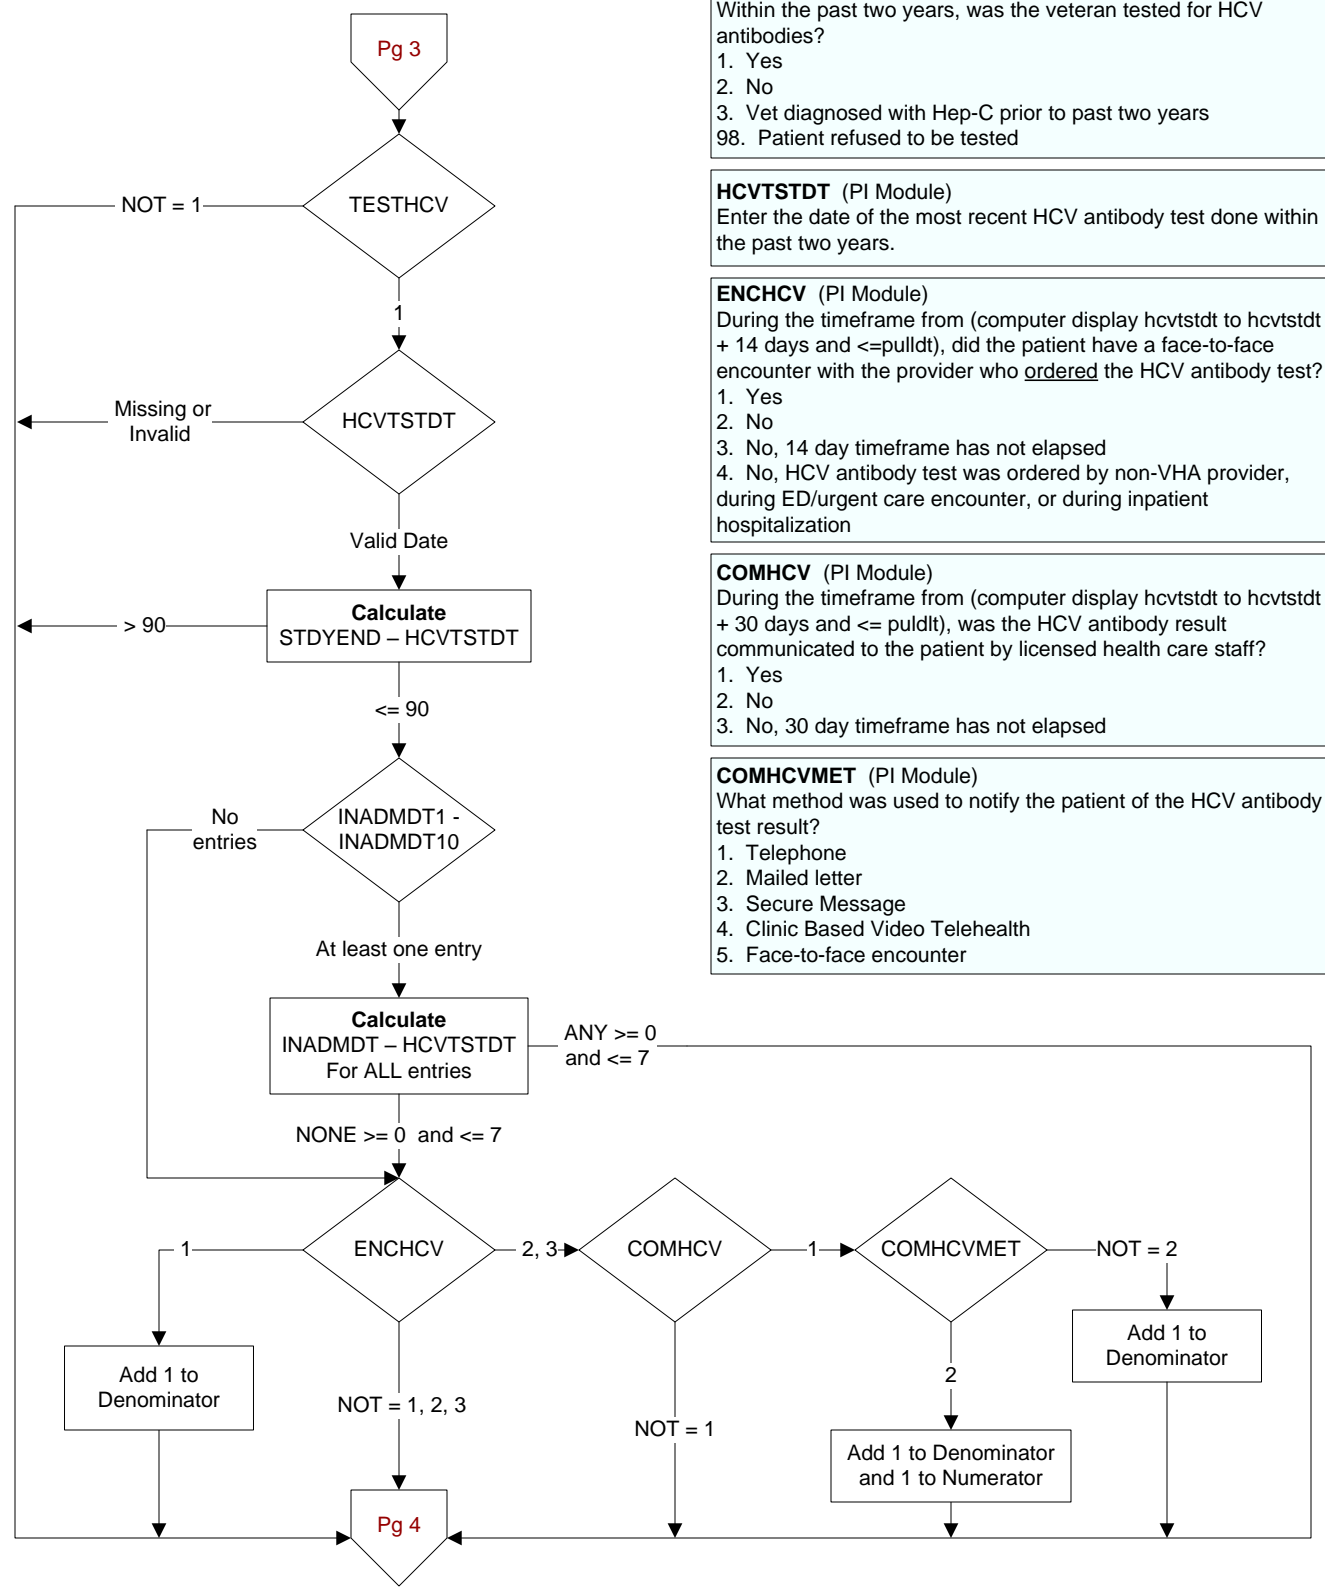 Pg 3
TESTHCV
NOT = 1
1
HCVTSTDT
Missing or
Invalid
Valid Date
Calculate
STDYEND – HCVTSTDT
> 90
<= 90
INADMDT1 -
INADMDT10
No
entries
At least one entry
Calculate
INADMDT – HCVTSTDT
For ALL entries
ANY >= 0
and <= 7
NONE >= 0 and <= 7
ENCHCV
1
2, 3
COMHCV
1
COMHCVMET
NOT = 2
Add 1 to
Denominator
NOT = 1, 2, 3
NOT = 1
2
Add 1 to Denominator
and 1 to Numerator
Add 1 to
Denominator
Pg 4
Within the past two years, was the veteran tested for HCV
antibodies?
1. Yes
2. No
3. Vet diagnosed with Hep-C prior to past two years
98. Patient refused to be tested
HCVTSTDT (PI Module)
Enter the date of the most recent HCV antibody test done within
the past two years.
ENCHCV (PI Module)
During the timeframe from (computer display hcvtstdt to hcvtstdt
+ 14 days and <=pulldt), did the patient have a face-to-face
encounter with the provider who ordered the HCV antibody test?
1. Yes
2. No
3. No, 14 day timeframe has not elapsed
4. No, HCV antibody test was ordered by non-VHA provider,
during ED/urgent care encounter, or during inpatient
hospitalization
COMHCV (PI Module)
During the timeframe from (computer display hcvtstdt to hcvtstdt
+ 30 days and <= puldlt), was the HCV antibody result
communicated to the patient by licensed health care staff?
1. Yes
2. No
3. No, 30 day timeframe has not elapsed
COMHCVMET (PI Module)
What method was used to notify the patient of the HCV antibody
test result?
1. Telephone
2. Mailed letter
3. Secure Message
4. Clinic Based Video Telehealth
5. Face-to-face encounter